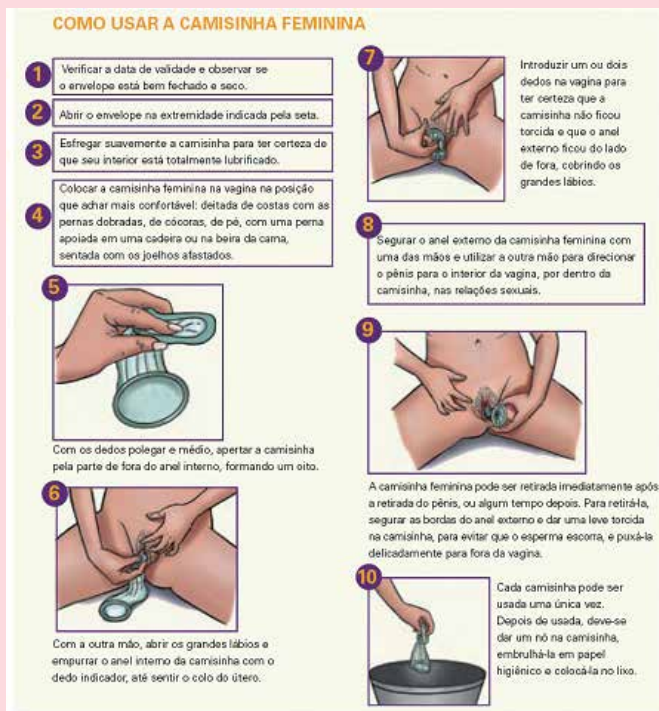 COMO USAR A CAMISINHA FEMININA
1
Verificar a data de validade e observar se
o envelope está bem fechado e seco.
2
Abrir o envelope na extremidade indicada pela seta.
3
Esfregar suavemente a camisinha para ter certeza de
que seu interior está totalmente lubrificado.
4
Colocar a camisinha feminina na vagina na posição
que achar mais confortável: deitada de costas com as
pernas dobradas, de cócoras, de pé, com uma perna
apoiada em uma cadeira ou na beira da cama,
sentada com os joelhos afastados.
5
Com os dedos polegar e médio, apertar a camisinha
pela parte de fora do anel interno, formando um oito.
6
Com a outra mão, abrir os grandes lábios e
empurrar o anel interno da camisinha com o
dedo indicador, até sentir o colo do útero.
7
Introduzir um ou dois
dedos na vagina para
ter certeza que a
camisinha não ficou
torcida e que o anel
externo ficou do lado
de fora, cobrindo os
grandes lábios.
8
Segurar o anel externo da camisinha feminina com
uma das mãos e utilizar a outra mão para direcionar
o pênis para o interior da vagina, por dentro da
camisinha, nas relações sexuais.
9
A camisinha feminina pode ser retirada imediatamente após
a retirada do pênis, ou algum tempo depois. Para retirá-la,
segurar as bordas do anel externo e dar uma leve torcida
na camisinha, para evitar que o esperma escorra, e puxá-la
delicadamente para fora da vagina.
10
Cada camisinha pode ser
usada uma única vez.
Depois de usada, deve-se
dar um nó na camisinha,
embrulhá-la em papel
higiênico e colocá-la no lixo.